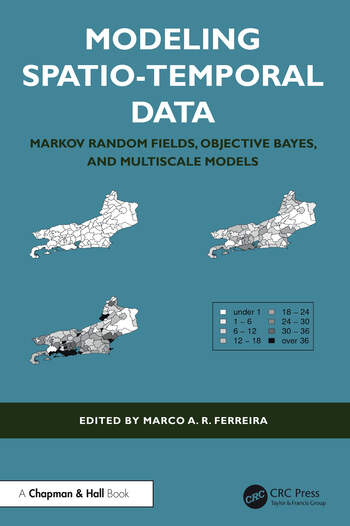 MODELING
SPATIO-TEMPORAL
DATA
MARKOV RANDOM FIELDS, OBJECTIVE BAYES,
AND MULTISCALE MODELS
under 1
18 – 24
1 – 6
24 – 30
6 – 12
30 – 36
12 – 18
over 36
EDITED BY MARCO A. R. FERREIRA
A Chapman & Hall Book
CRC CRC Press
Taylor & Francis Group